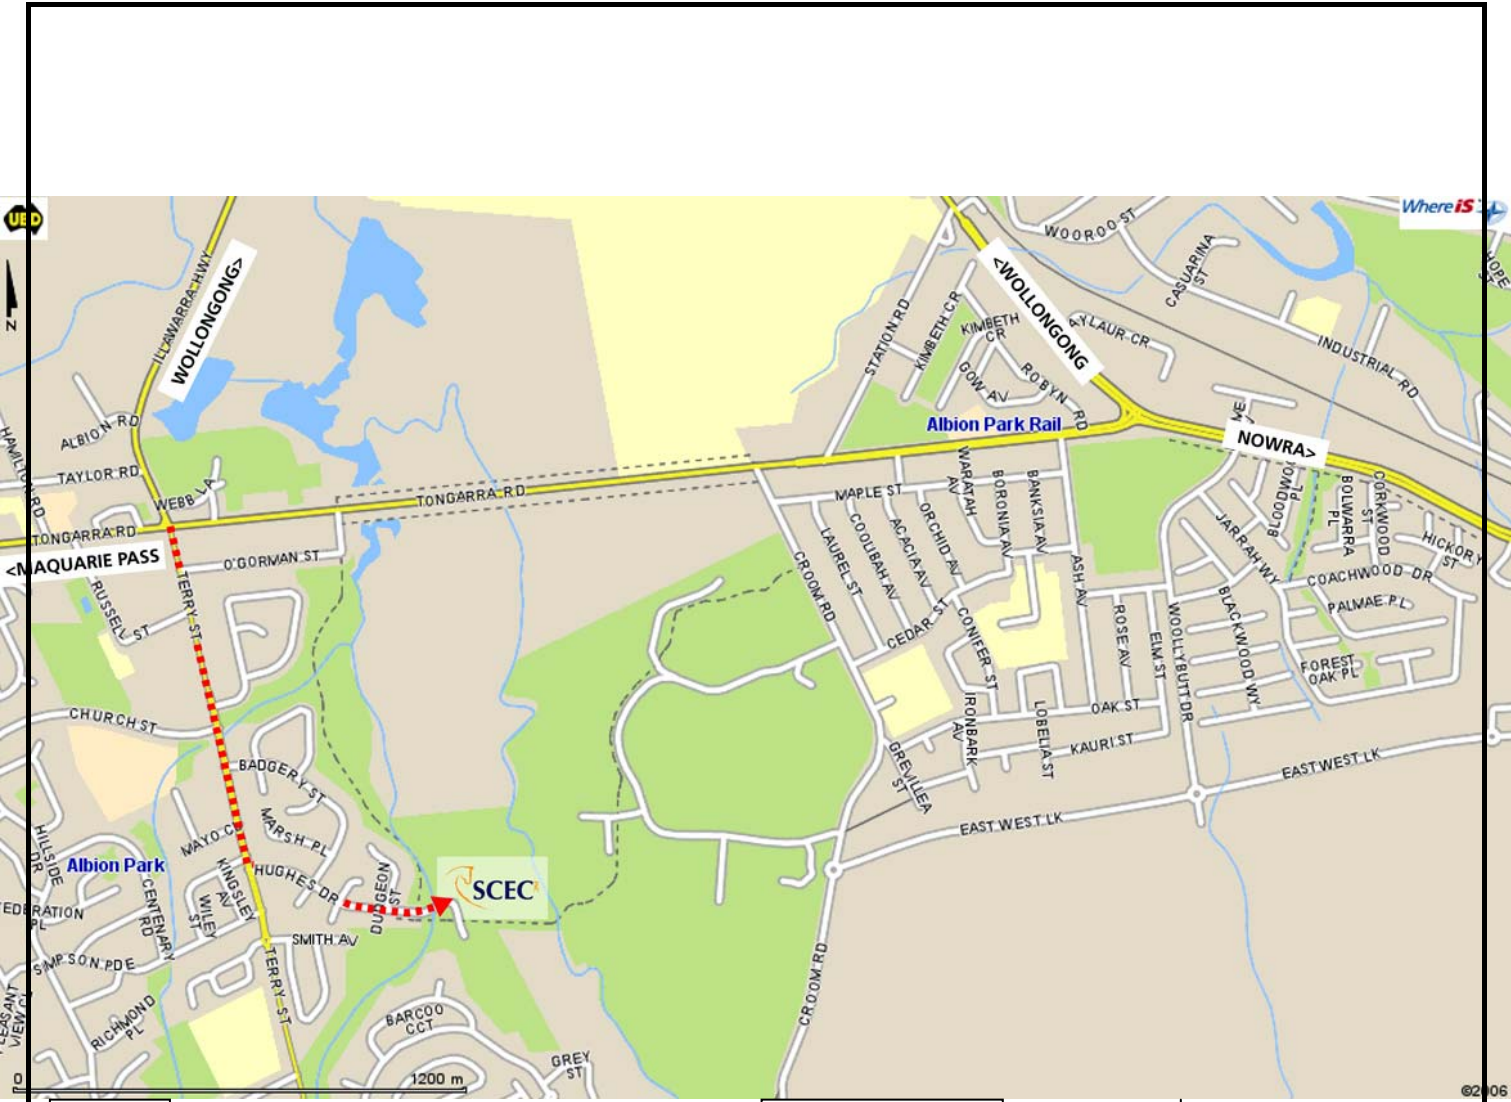 UBD
Where iS
N
ILLAWARRA HWY
WOLLONGONG>
<WOLLONGONG
NOWRA>
<MAQUARIE PASS
WOOROO ST
CASUARINA ST
HOPE ST
INDUSTRIAL RD
STATION RD
KIMBETH CR
KIMBETH CR
GOW AV
ROBYN RD
Albion Park Rail
ALBION RD
HAMILTON RD
TAYLOR RD
WEBB LA
TONGARRA RD
TONGARRA RD
O'GORMAN ST
RUSSELL ST
TERRY ST
CHURCH ST
BADGERY ST
MAYO C
MARSH PL
HUGHES DR
DUDGEON ST
SCEC
Albion Park
HILLSIDE DR
CENTENARY RD
KINGSLEY AV
WILEY ST
SMITH AV
SIMPSON PDE
RICHMOND PL
TERRY ST
BARCOO CCT
GREY ST
MAPLE ST
WARATAH AV
BORONIA AV
BANKSIA AV
ORCHID AV
ACACIA AV
COOLIBAH AV
LAUREL ST
CROOM RD
CEDAR ST
CONIFER ST
ASH AV
ROSE AV
ELM ST
WOOLLYBUTT DR
BLACKWOOD WY
JARRAH WY
BOLWARRA PL
CORKWOOD ST
HICKORY ST
COACHWOOD DR
PALMAE PL
FOREST OAK PL
OAK ST
KAURI ST
LOBELIA ST
IRONBARK AV
GREVILLEA ST
EAST WEST LK
EAST WEST LK
CROOM RD
0
1200 m
©2006